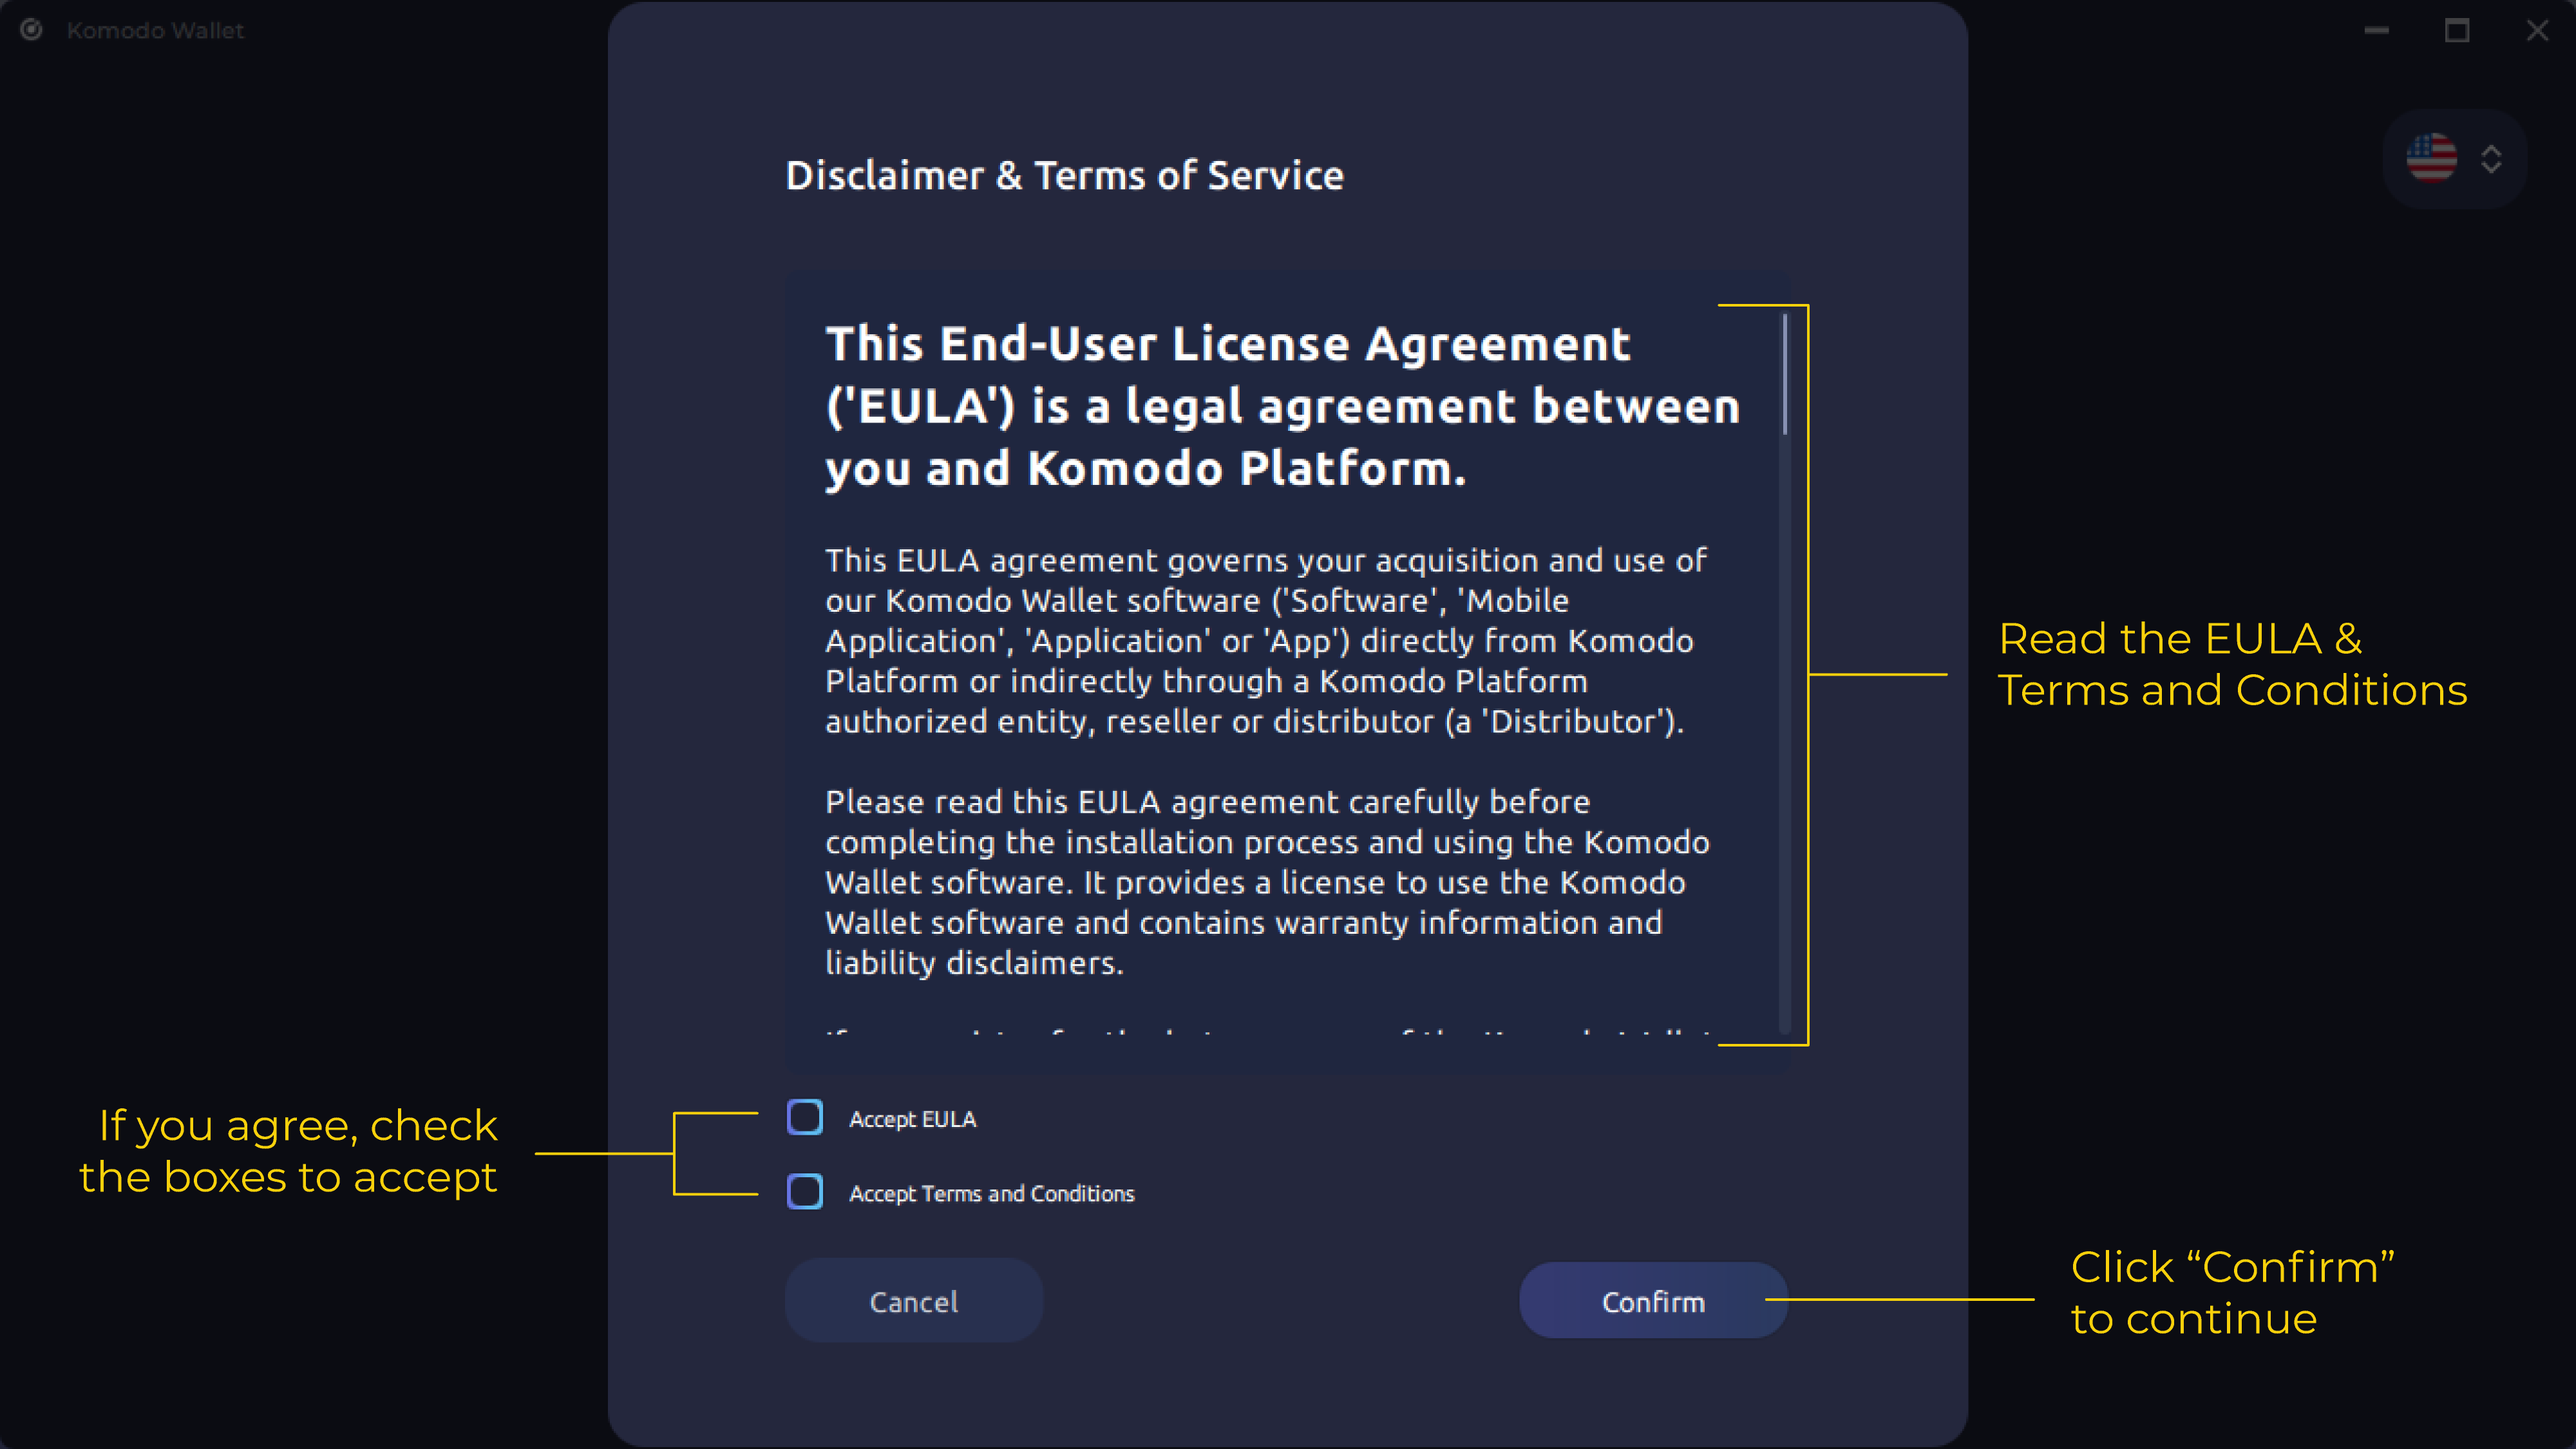 Komodo Wallet
Disclaimer & Terms of Service
This End-User License Agreement
('EULA') is a legal agreement between
you and Komodo Platform.
This EULA agreement governs your acquisition and use of
our Komodo Wallet software ('Software', 'Mobile
Application', 'Application' or 'App') directly from Komodo
Platform or indirectly through a Komodo Platform
authorized entity, reseller or distributor (a 'Distributor').
Please read this EULA agreement carefully before
completing the installation process and using the Komodo
Wallet software. It provides a license to use the Komodo
Wallet software and contains warranty information and
liability disclaimers.
Read the EULA &
Terms and Conditions
If you agree, check
the boxes to accept
Accept EULA
Accept Terms and Conditions
Cancel
Confirm
Click “Confirm”
to continue